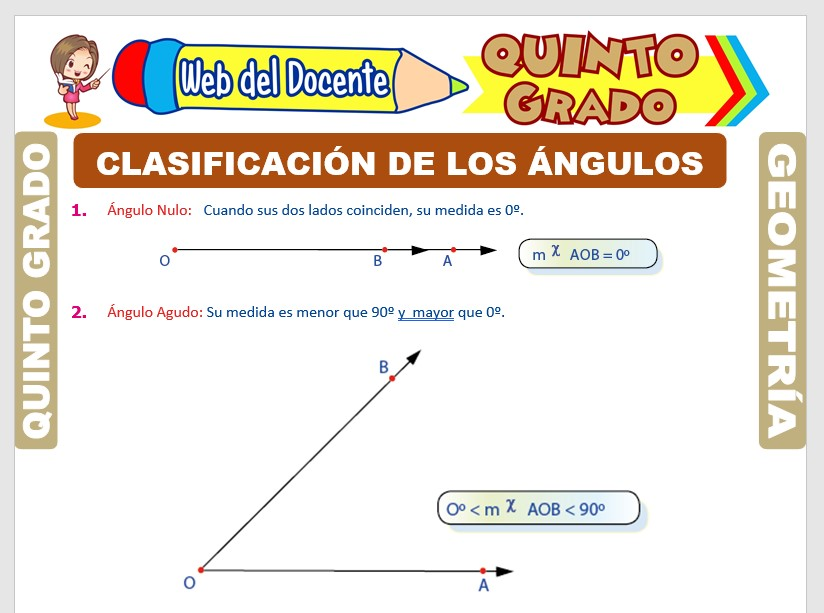 Web del Docente
QUINTO
GRADO
QUINTO GRADO
CLASIFICACIÓN DE LOS ÁNGULOS
GEOMETRÍA
1. Ángulo Nulo: Cuando sus dos lados coinciden, su medida es 0º.
O B A
m χ AOB = 0º
2. Ángulo Agudo: Su medida es menor que 90º y mayor que 0º.
B
Oº < m χ AOB < 90º
O A